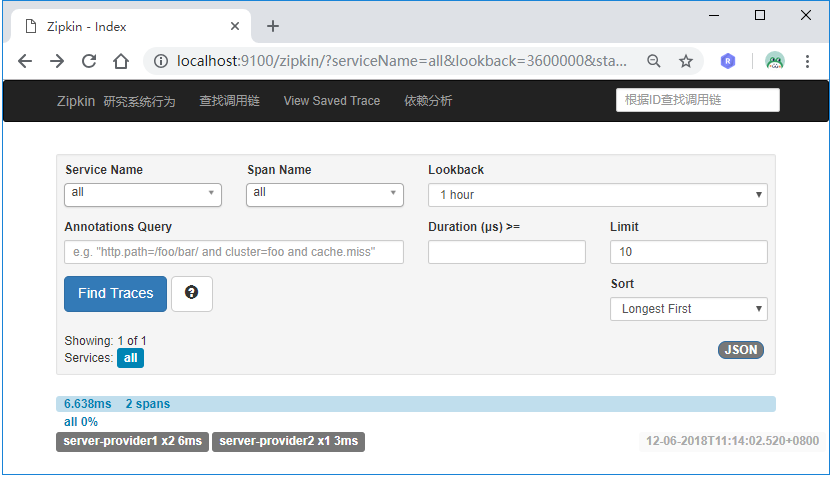 Zipkin - Index
localhost:9100/zipkin/?serviceName=all&lookback=3600000&sta...
Zipkin 研究系统行为 查找调用链 View Saved Trace 依赖分析 根据ID查找调用链
Service Name Span Name Lookback
all all 1 hour
Annotations Query Duration (μs) >= Limit
e.g. "http.path=/foo/bar/ and cluster=foo and cache.miss" 10
Find Traces ? Sort
Longest First
Showing: 1 of 1
Services: all JSON
6.638ms 2 spans
all 0%
server-provider1 x2 6ms server-provider2 x1 3ms 12-06-2018T11:14:02.520+0800